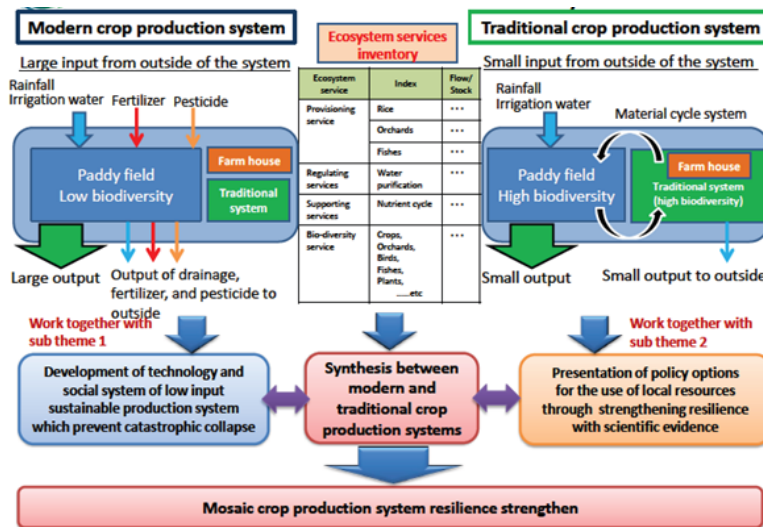 Modern crop production system
Ecosystem services
inventory
Traditional crop production system
Large input from outside of the system
Small input from outside of the system
Rainfall
Irrigation water
Fertilizer
Pesticide
Paddy field
Low biodiversity
Farm house
Traditional
system
Large output
Output of drainage,
fertilizer, and pesticide to
outside
Ecosystem
service
Index
Flow/
Stock
Provisioning
service
Rice
•••
Orchards
•••
Fishes
•••
Regulating
services
Water
purification
•••
Supporting
services
Nutrient cycle
•••
Bio-diversity
service
Crops,
Orchards,
Birds,
Fishes,
Plants,
......etc
•••
Rainfall
Irrigation water
Material cycle system
Paddy field
High biodiversity
Farm house
Traditional system
(high biodiversity)
Small output
Small output to outside
Work together with
sub theme 1
Work together with
sub theme 2
Development of technology and
social system of low input
sustainable production system
which prevent catastrophic collapse
Synthesis between
modern and
traditional crop
production systems
Presentation of policy options
for the use of local resources
through strengthening resilience
with scientific evidence
Mosaic crop production system resilience strengthen